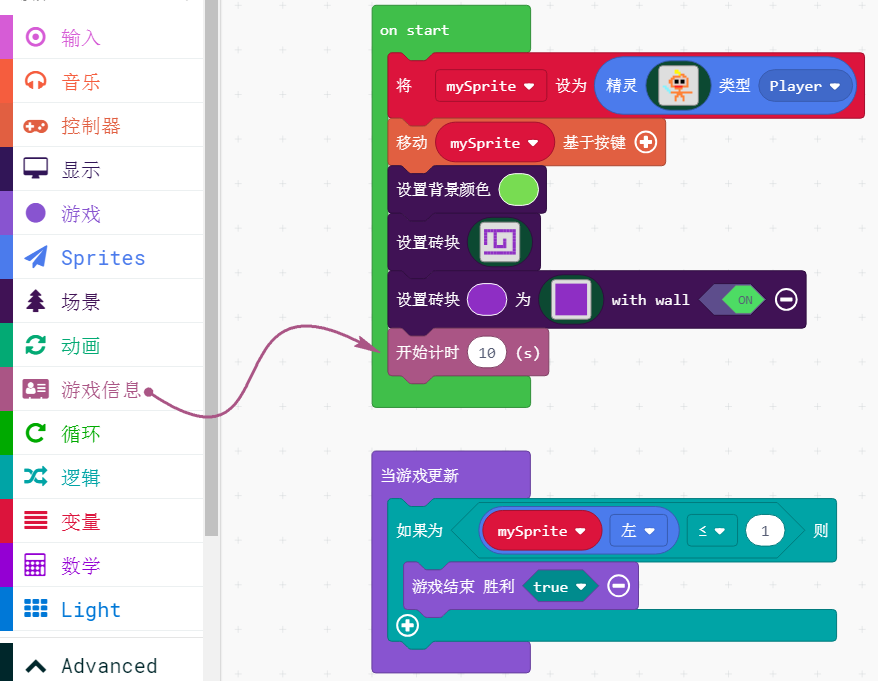 输入
音乐
控制器
显示
游戏
Sprites
场景
动画
游戏信息
循环
逻辑
变量
数学
Light
Advanced
on start
将 mySprite 设为 精灵 类型 Player
移动 mySprite 基于按键
设置背景颜色
设置砖块
设置砖块 为 with wall ON
开始计时 10 (s)
当游戏更新
如果为 mySprite 左 ≤ 1 则
游戏结束 胜利 true